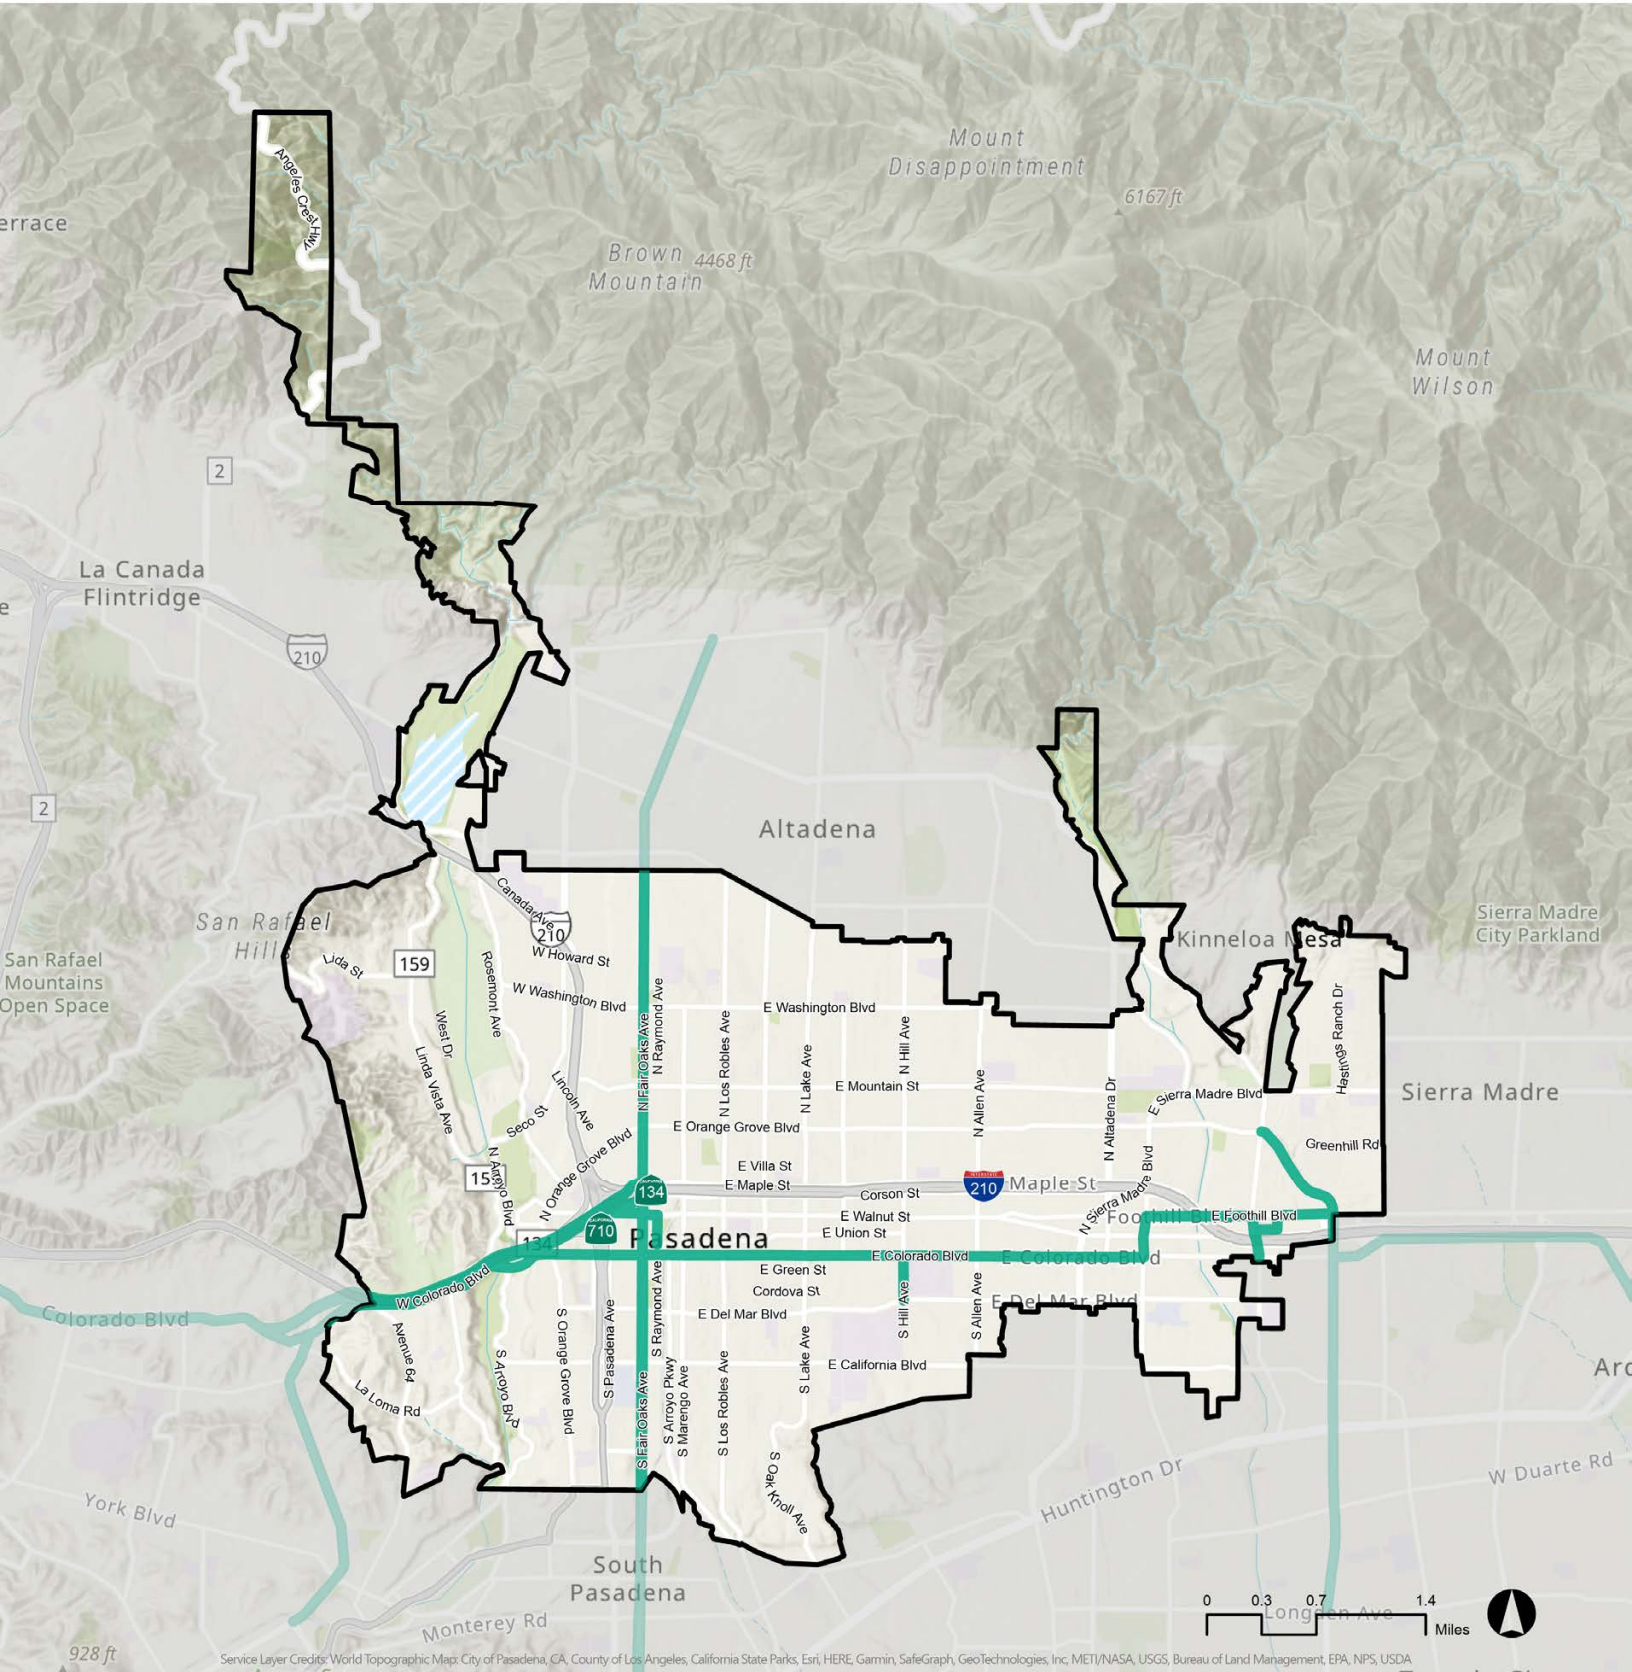 Mount
Disappointment
6167 ft
Angeles Crest Hwy
errace
Brown
Mountain
4468 ft
Mount
Wilson
2
La Canada
Flintridge
e
210
2
Altadena
Canada Ave
210
San Rafael
Hills
Sierra Madre
City Parkland
Kinneloa Mesa
San Rafael
Mountains
Open Space
Lida St
159
Rosemont Ave
W Howard St
W Washington Blvd
N Fair Oaks Ave
N Raymond Ave
E Washington Blvd
N Los Robles Ave
N Lake Ave
N Hill Ave
Hastings Ranch Dr
West Dr
Linda Vista Ave
Lincoln Ave
E Mountain St
N Allen Ave
N Altadena Dr
E Sierra Madre Blvd
Sierra Madre
Seco St
E Orange Grove Blvd
Greenhill Rd
N Arroyo Blvd
N Orange Grove Blvd
E Villa St
15
134
E Maple St
Corson St
INTERSTATE
210
Maple St
N Sierra Madre Blvd
CALIFORNIA
710
E Walnut St
Foothill Bl
E Foothill Blvd
134
Pasadena
E Union St
E Colorado Blvd
E Colorado Blvd
E Green St
W Colorado Blvd
Cordova St
E Del Mar Blvd
E Del Mar Blvd
Colorado Blvd
Avenue 64
S Arroyo Blvd
S Orange Grove Blvd
S Pasadena Ave
S Raymond Ave
S Hill Ave
S Allen Ave
E California Blvd
La Loma Rd
S Fair Oaks Ave
S Arroyo Pkwy
S Marengo Ave
S Los Robles Ave
S Lake Ave
Arc
S Oak Knoll Ave
York Blvd
Huntington Dr
W Duarte Rd
South
Pasadena
Monterey Rd
0 0.3 0.7 1.4
Miles
Longden Ave
928 ft
Service Layer Credits: World Topographic Map: City of Pasadena, CA, County of Los Angeles, California State Parks, Esri, HERE, Garmin, SafeGraph, GeoTechnologies, Inc, METI/NASA, USGS, Bureau of Land Management, EPA, NPS, USDA